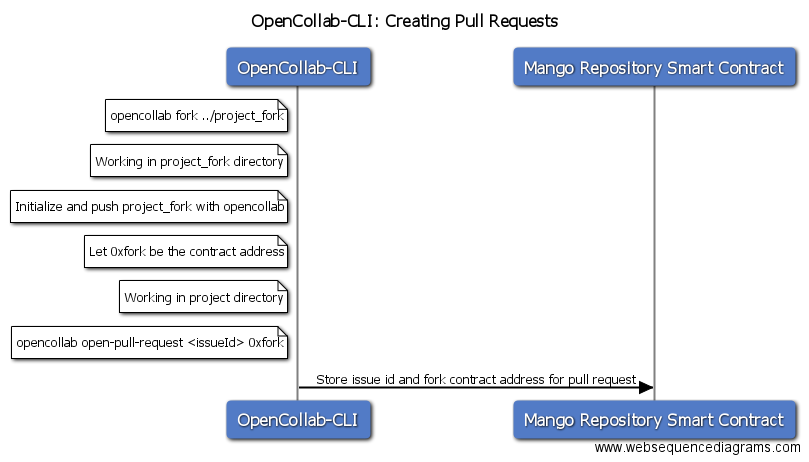 OpenCollab-CLI: Creating Pull Requests
OpenCollab-CLI
Mango Repository Smart Contract
opencollab fork ../project_fork
Working in project_fork directory
Initialize and push project_fork with opencollab
Let 0xfork be the contract address
Working in project directory
opencollab open-pull-request <issueId> 0xfork
Store issue id and fork contract address for pull request
OpenCollab-CLI
Mango Repository Smart Contract
www.websequencediagrams.com